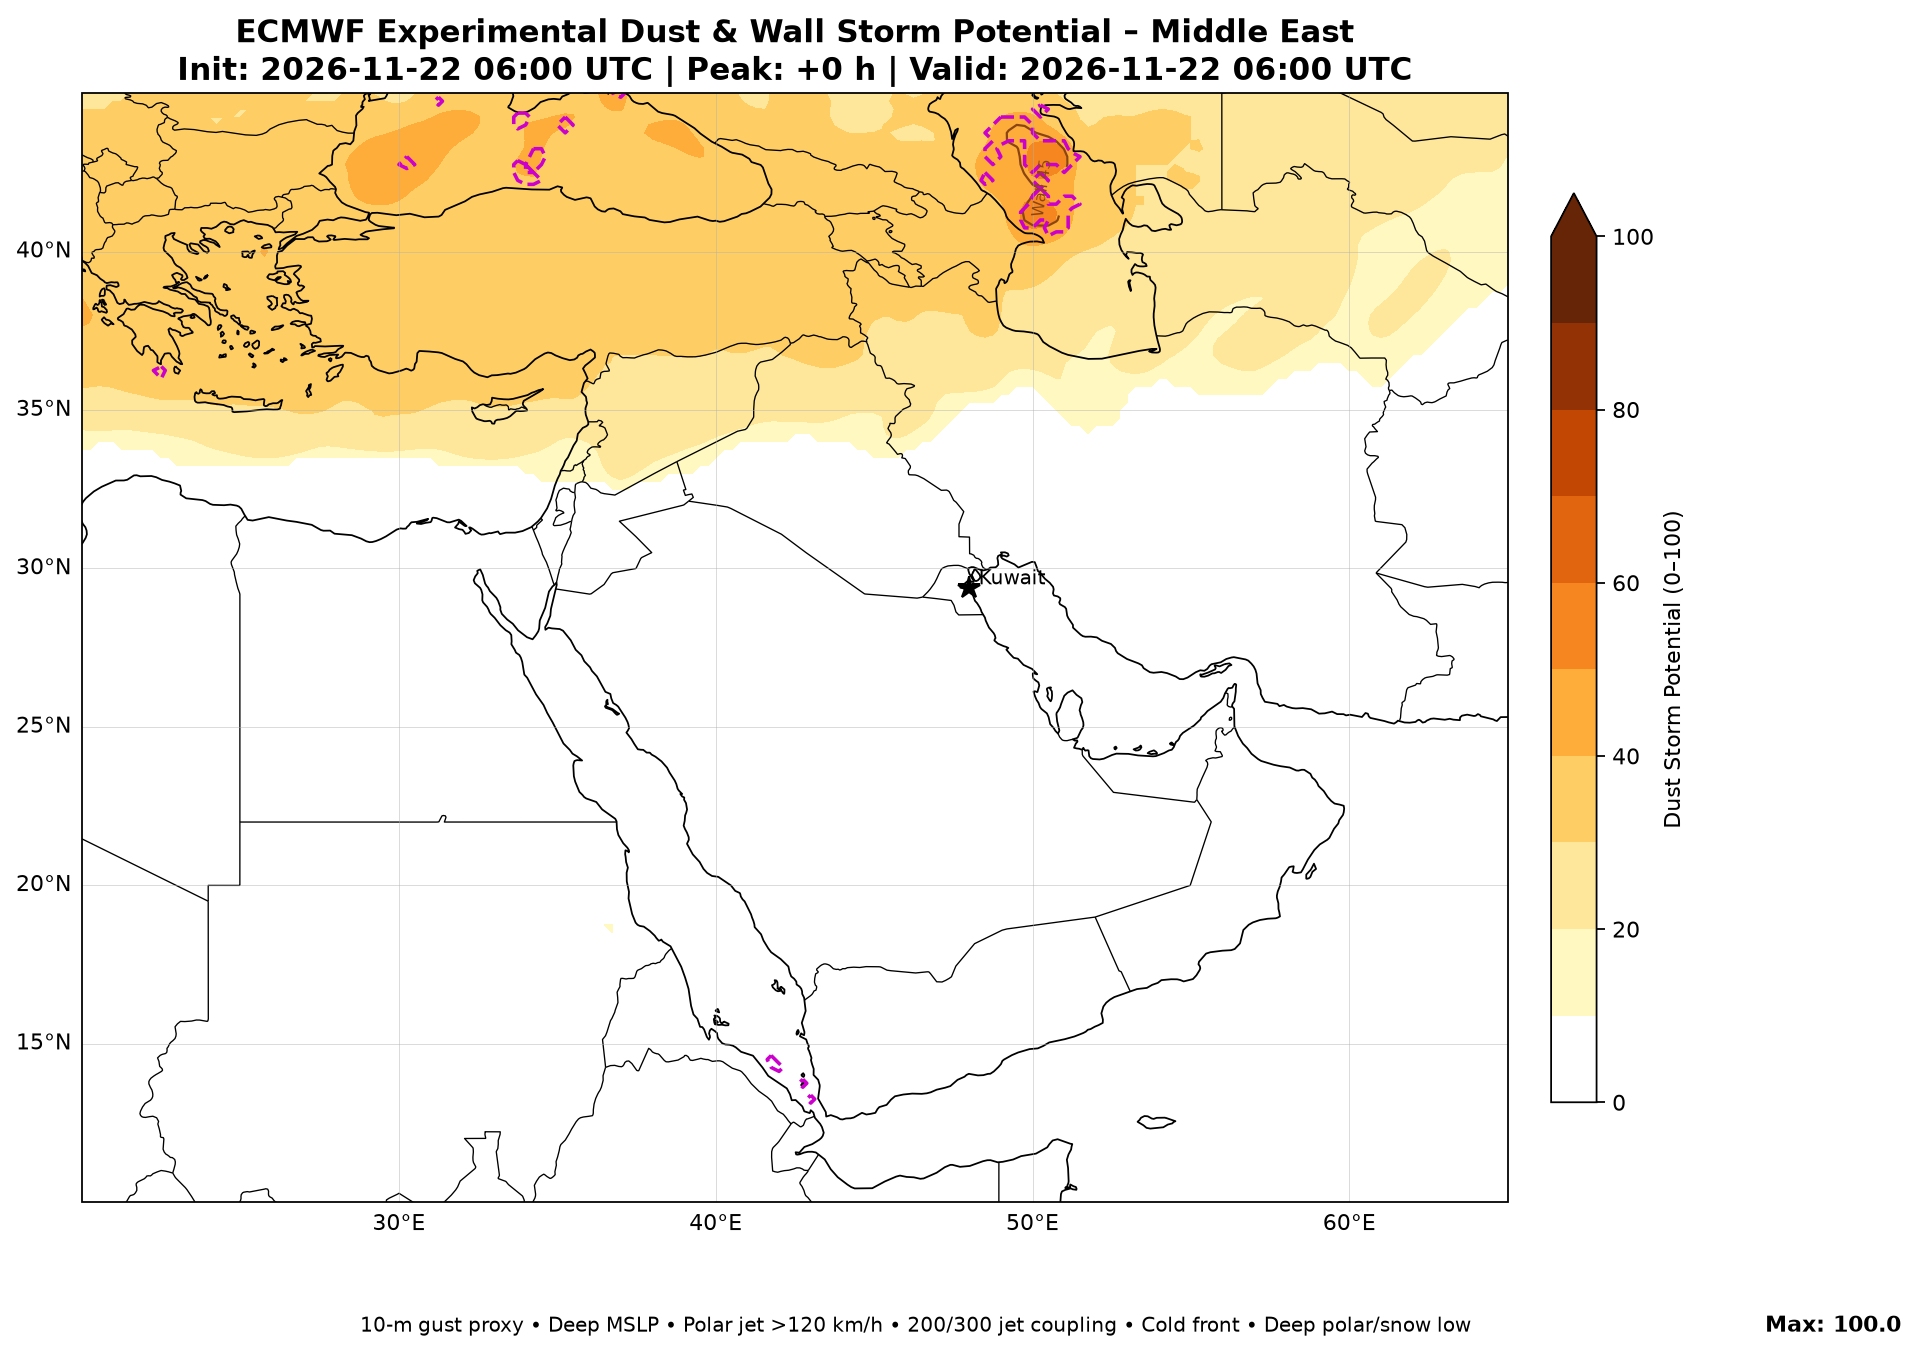 ECMWF Experimental Dust & Wall Storm Potential – Middle East
Init: 2026-11-22 06:00 UTC | Peak: +0 h | Valid: 2026-11-22 06:00 UTC
40°N
35°N
30°N
25°N
20°N
15°N
30°E
40°E
50°E
60°E
Kuwait
100
80
60
40
20
0
Dust Storm Potential (0–100)
10-m gust proxy • Deep MSLP • Polar jet >120 km/h • 200/300 jet coupling • Cold front • Deep polar/snow low
Max: 100.0